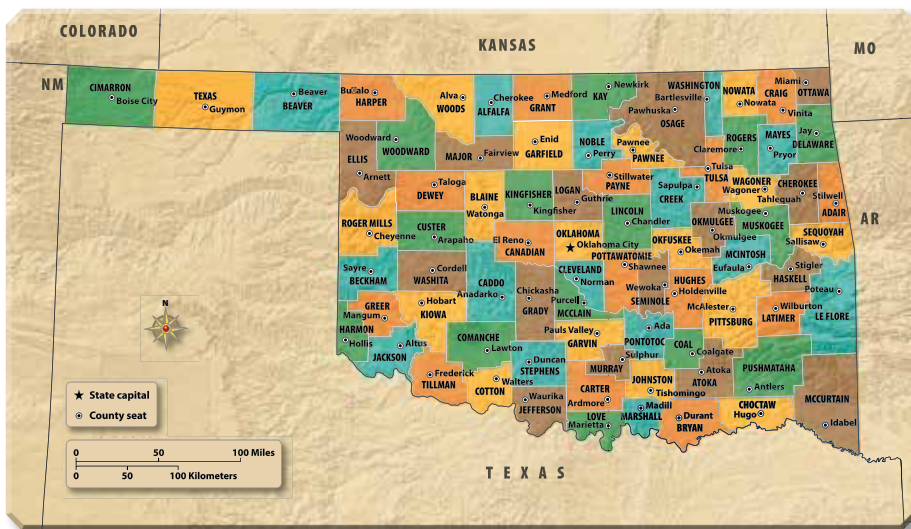 COLORADO
KANSAS
MO
NM
CIMARRON
Boise City
TEXAS
Guymon
Beaver
BEAVER
Buffalo
HARPER
Alva
WOODS
Cherokee
ALFALFA
Medford
GRANT
Newkirk
KAY
WASHINGTON
Bartlesville
Pawhuska
OSAGE
NOWATA
Nowata
Miami
CRAIG
OTTAWA
Vinita
Woodward
WOODWARD
ELLIS
Arnett
MAJOR
Fairview
Enid
GARFIELD
NOBLE
Perry
Pawnee
PAWNEE
ROGERS
Claremore
MAYES
Pryor
Jay
DELAWARE
Tulsa
TULSA
Taloga
DEWEY
BLAINE
Watonga
KINGFISHER
Kingfisher
LOGAN
Guthrie
Stillwater
PAYNE
Sapulpa
CREEK
WAGONER
Wagoner
CHEROKEE
Tahlequah
Stilwell
ADAIR
AR
ROGER MILLS
Cheyenne
CUSTER
Arapaho
El Reno
CANADIAN
OKLAHOMA
Oklahoma City
LINCOLN
Chandler
OKFUSKEE
Okemah
OKMULGEE
Okmulgee
Muskogee
MUSKOGEE
SEQUOYAH
Sallisaw
Sayre
BECKHAM
Cordell
WASHITA
CADDO
Anadarko
Chickasha
GRADY
CLEVELAND
Norman
Purcell
MCCLAIN
POTTAWATOMIE
Shawnee
Wewoka
SEMINOLE
HUGHES
Holdenville
MCINTOSH
Eufaula
Stigler
HASKELL
Poteau
LE FLORE
GREER
Mangum
Hobart
KIOWA
HARMON
Hollis
Altus
JACKSON
COMANCHE
Lawton
Pauls Valley
GARVIN
Ada
PONTOTOC
COAL
Coalgate
McAlester
PITTSBURG
Wilburton
LATIMER
Frederick
TILLMAN
Walters
COTTON
Duncan
STEPHENS
Sulphur
MURRAY
JOHNSTON
Tishomingo
Atoka
ATOKA
PUSHMATAHA
Antlers
MCCURTAIN
Idabel
Waurika
JEFFERSON
CARTER
Ardmore
LOVE
Marietta
Madill
MARSHALL
Durant
BRYAN
CHOCTAW
Hugo
N
State capital
County seat
0 50 100 Miles
0 50 100 Kilometers
TEXAS